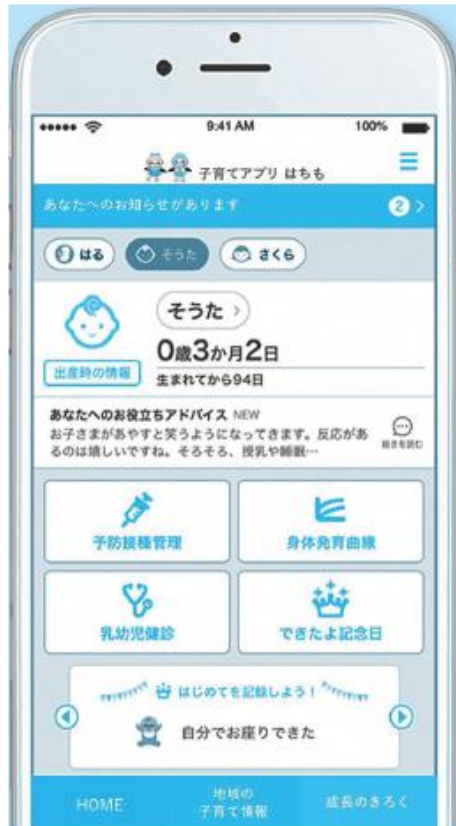 9:41 AM
100%
子育てアプリ はちも
あなたへのお知らせがあります
2
はる
そうた
さくら
そうた
0歳3か月2日
出産時の情報
生まれてから94日
あなたへのお役立ちアドバイス NEW
お子さまがあやすと笑うようになってきます。反応があ
るのは嬉しいですね。そろそろ、授乳や睡眠…
続きを読む
予防接種管理
身体発育曲線
乳幼児健診
できたよ記念日
はじめてを記録しよう!
自分でお座りできた
HOME
地域の
子育て情報
成長のきろく